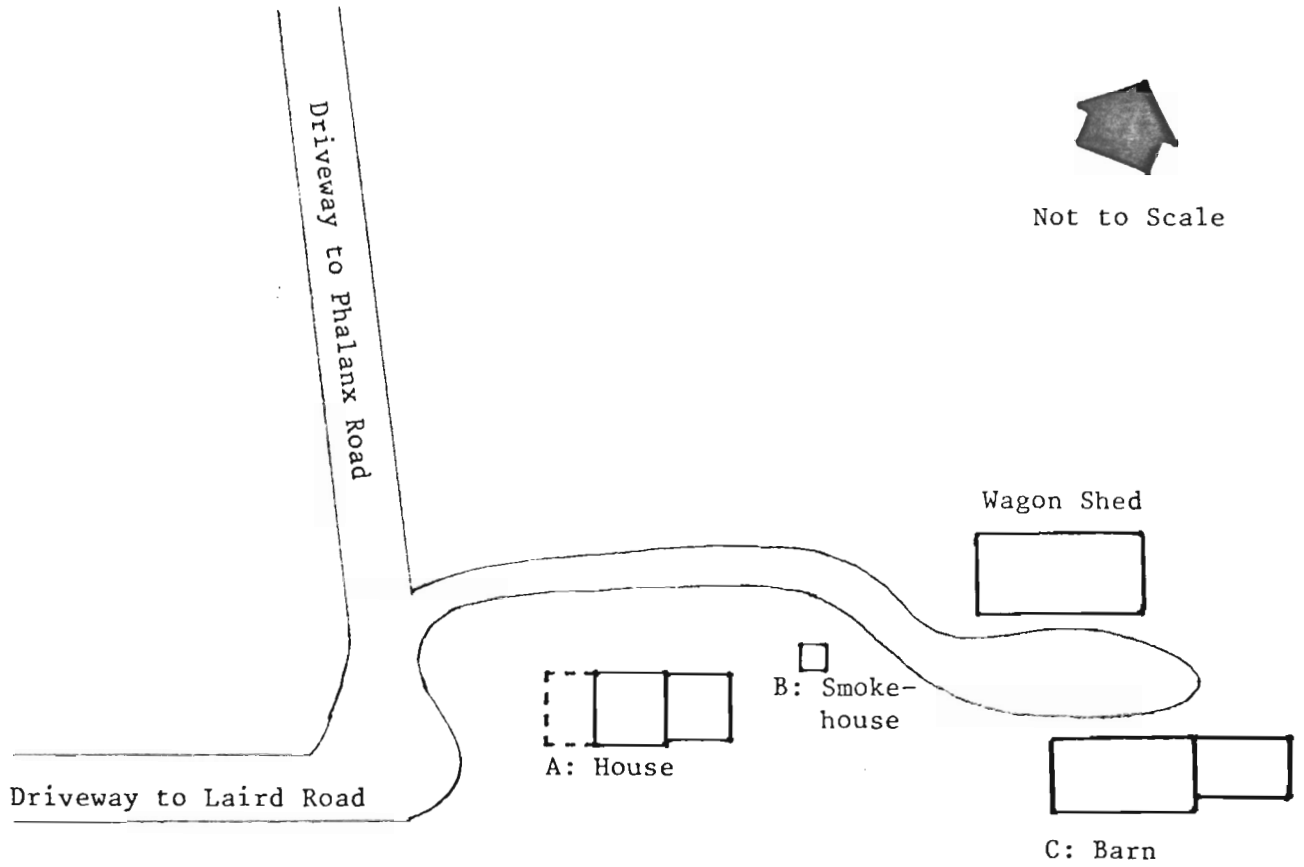 Driveway to Phalanx Road
Not to Scale
Wagon Shed
B: Smoke-
house
A: House
Driveway to Laird Road
C: Barn